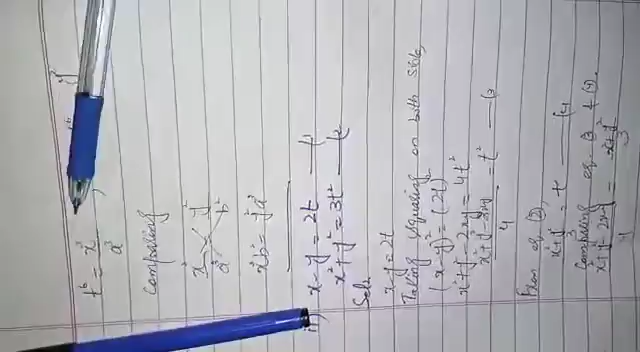 t⁶ = x²/a²
Comparing
x²/a² = y²/b²
x²b² = y²a²
ii) x - y = 2t —(1
x² + y² = 3t² —(2
Sol:
x - y = 2t
Taking squaring on both side,
(x - y)² = (2t)²
x² + y² - 2xy = 4t²
x² + y² - 2xy / 4 = t² —(3
From eq (2),
x² + y² / 3 = t² —(4
Comparing eq (3) & (4).
x² + y² - 2xy / 4 = x² + y² / 3